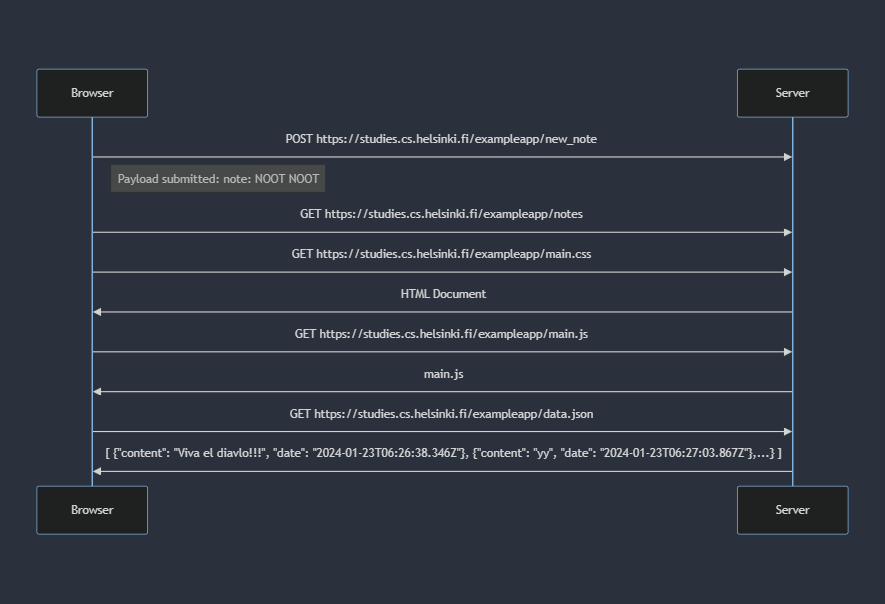 Browser
Server
POST https://studies.cs.helsinki.fi/exampleapp/new_note
Payload submitted: note: NOOT NOOT
GET https://studies.cs.helsinki.fi/exampleapp/notes
GET https://studies.cs.helsinki.fi/exampleapp/main.css
HTML Document
GET https://studies.cs.helsinki.fi/exampleapp/main.js
main.js
GET https://studies.cs.helsinki.fi/exampleapp/data.json
[ {"content": "Viva el diavlo!!!", "date": "2024-01-23T06:26:38.346Z"}, {"content": "yy", "date": "2024-01-23T06:27:03.867Z"},...} ]
Browser
Server